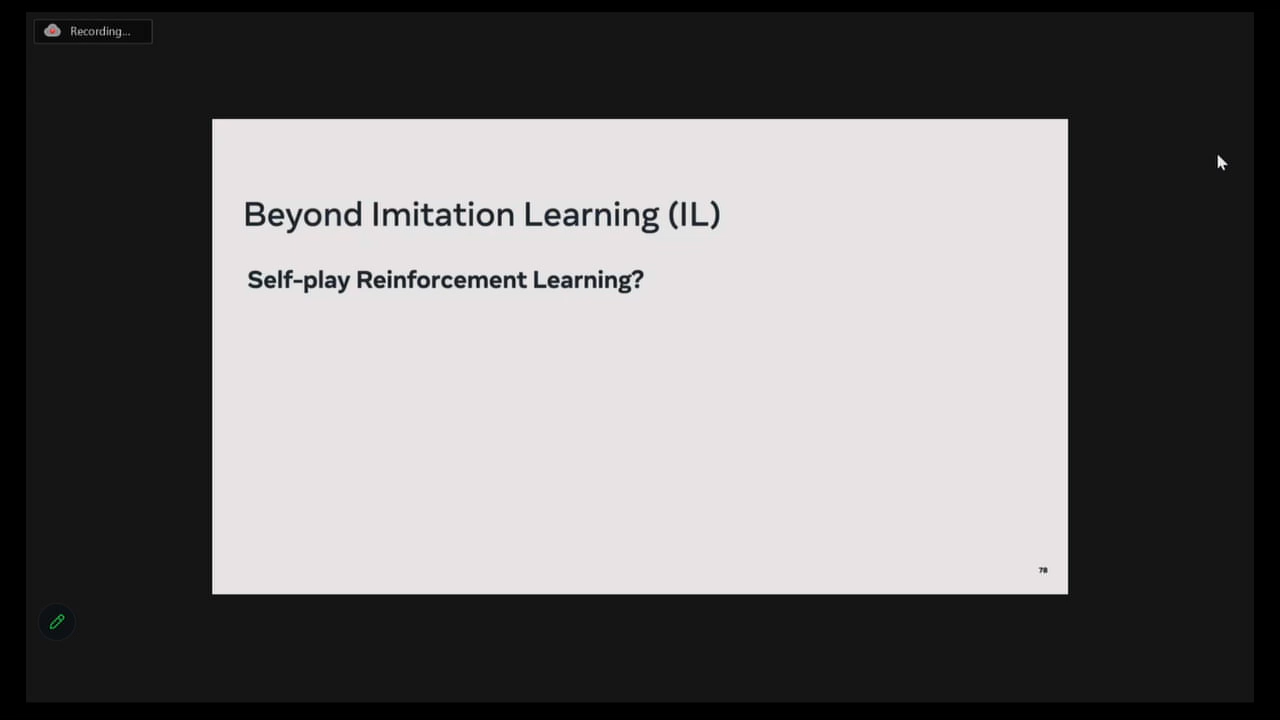 Recording...
Beyond Imitation Learning (IL)
Self-play Reinforcement Learning?
78